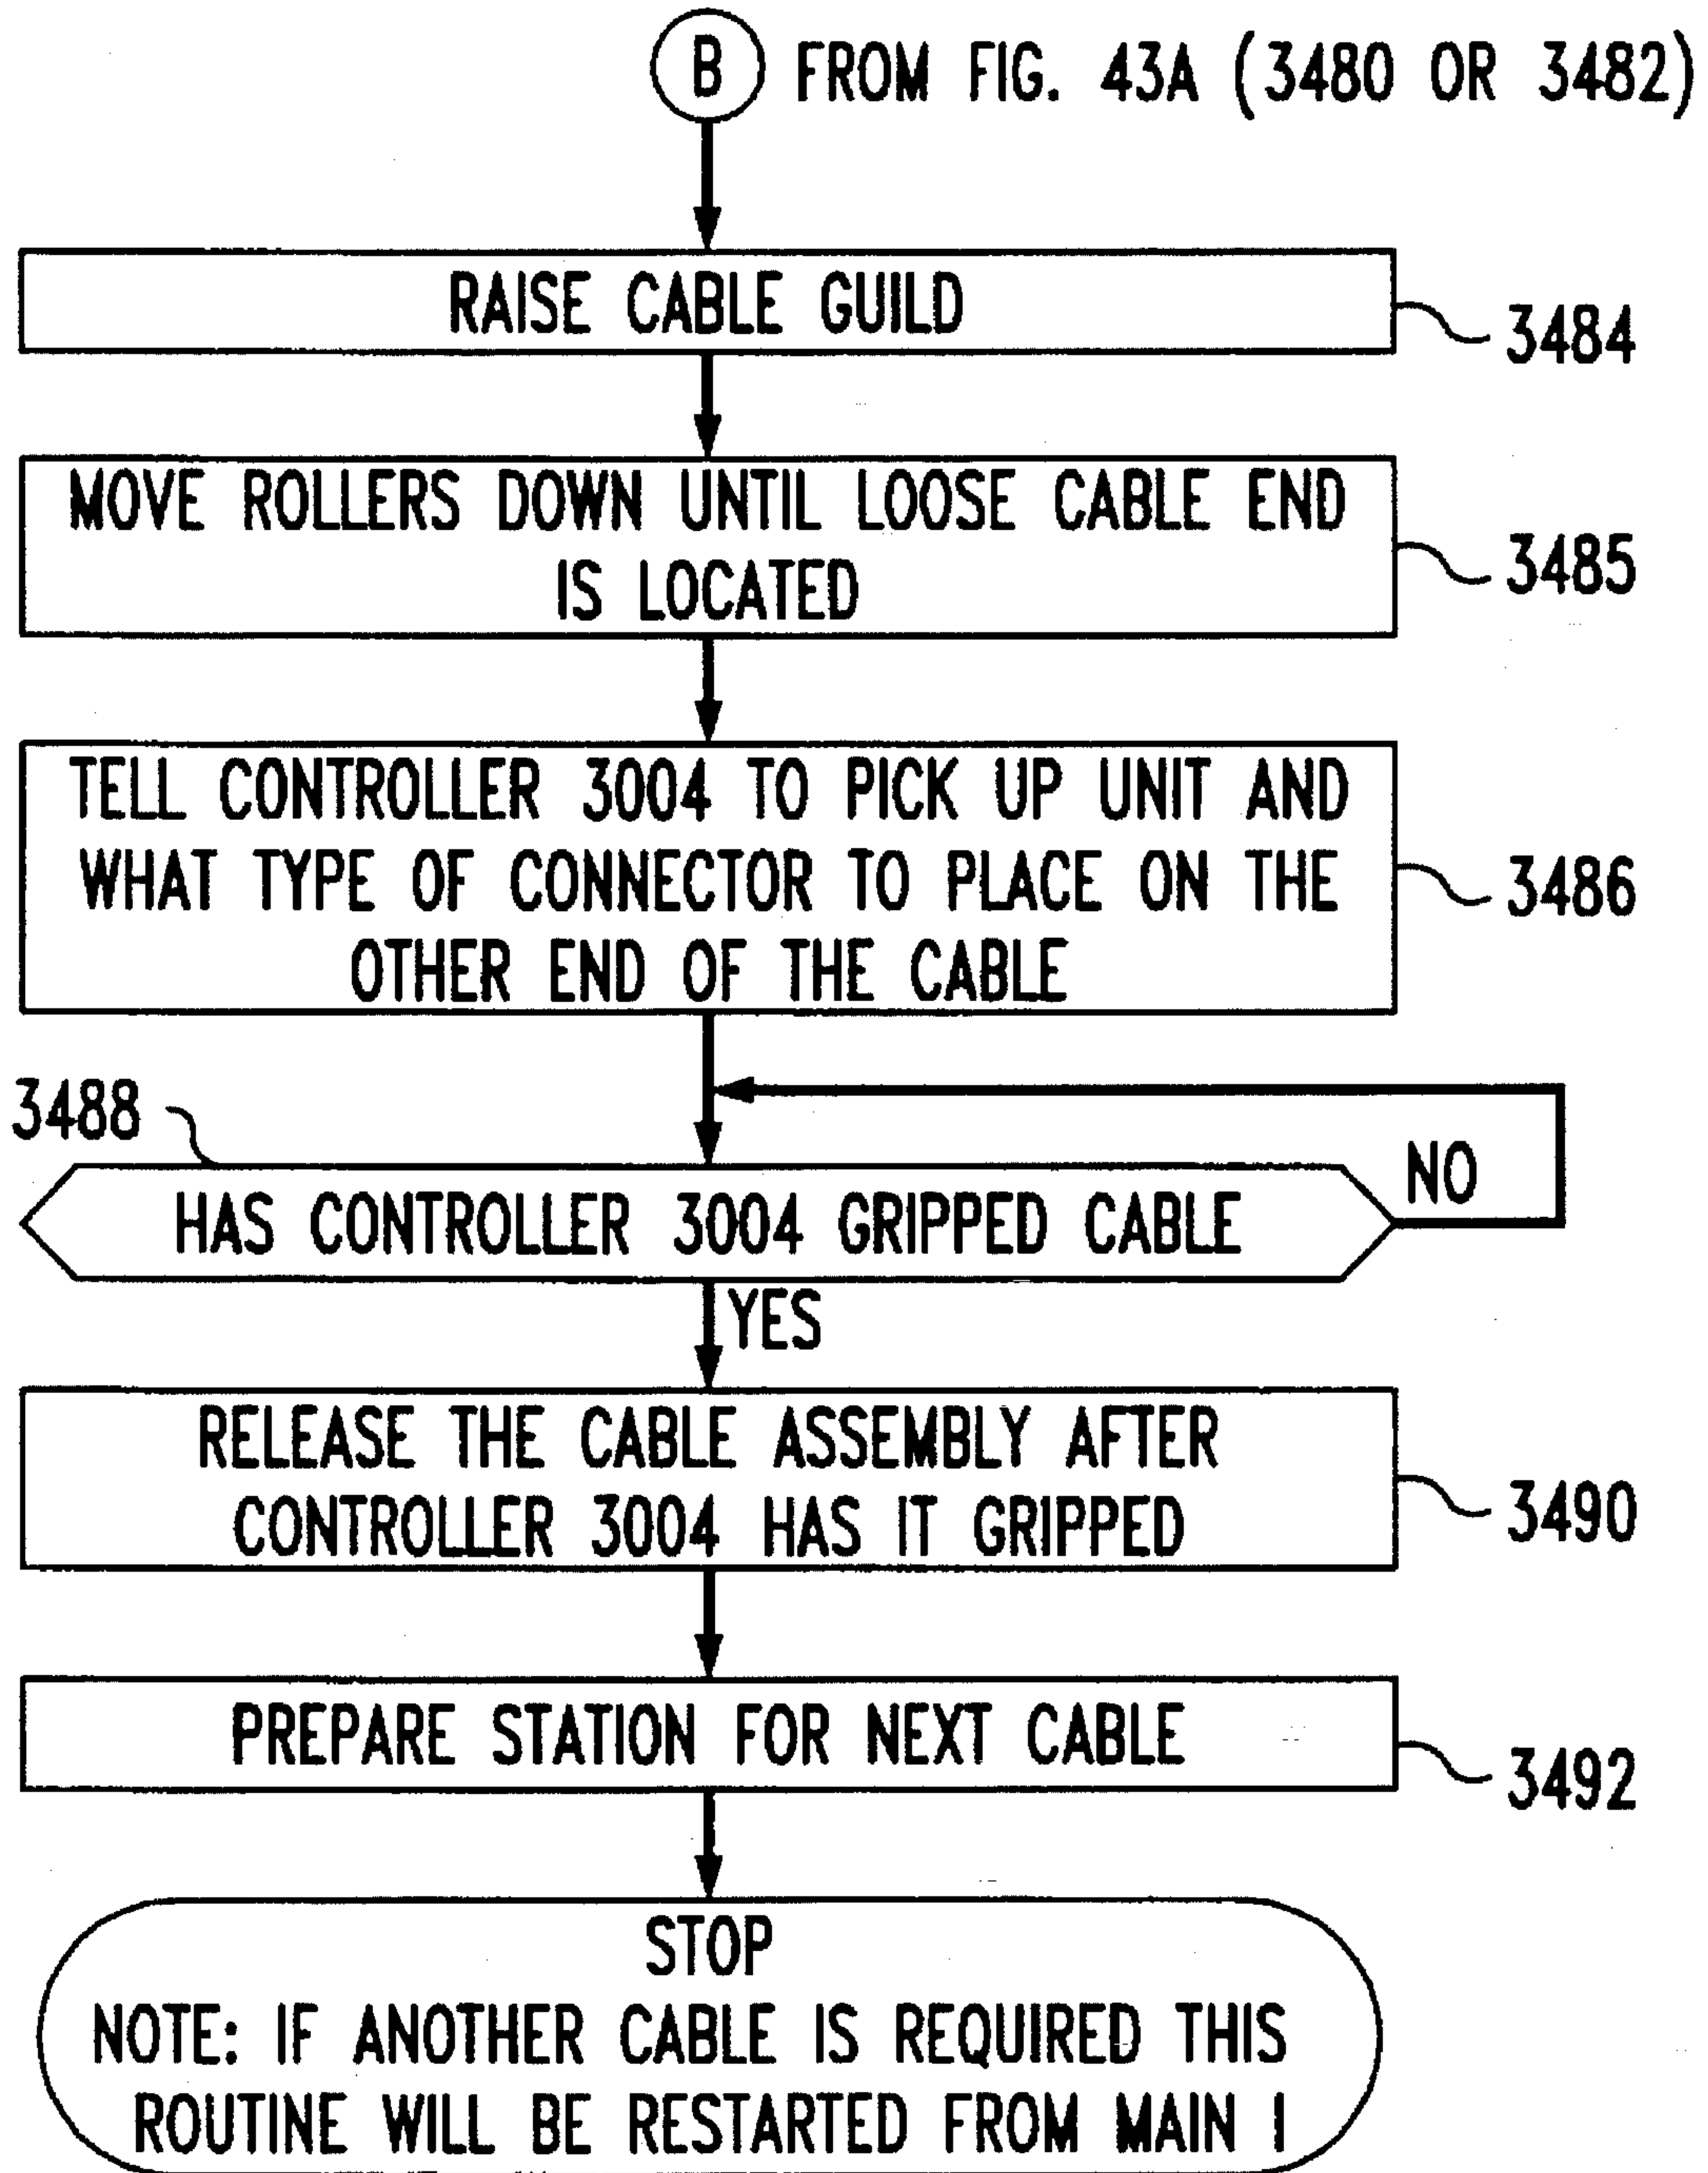 B FROM FIG. 43A (3480 OR 3482)
RAISE CABLE GUILD
3484
MOVE ROLLERS DOWN UNTIL LOOSE CABLE END
IS LOCATED
3485
TELL CONTROLLER 3004 TO PICK UP UNIT AND
WHAT TYPE OF CONNECTOR TO PLACE ON THE
OTHER END OF THE CABLE
3486
3488
NO
HAS CONTROLLER 3004 GRIPPED CABLE
YES
RELEASE THE CABLE ASSEMBLY AFTER
CONTROLLER 3004 HAS IT GRIPPED
3490
PREPARE STATION FOR NEXT CABLE
3492
STOP
NOTE: IF ANOTHER CABLE IS REQUIRED THIS
ROUTINE WILL BE RESTARTED FROM MAIN I